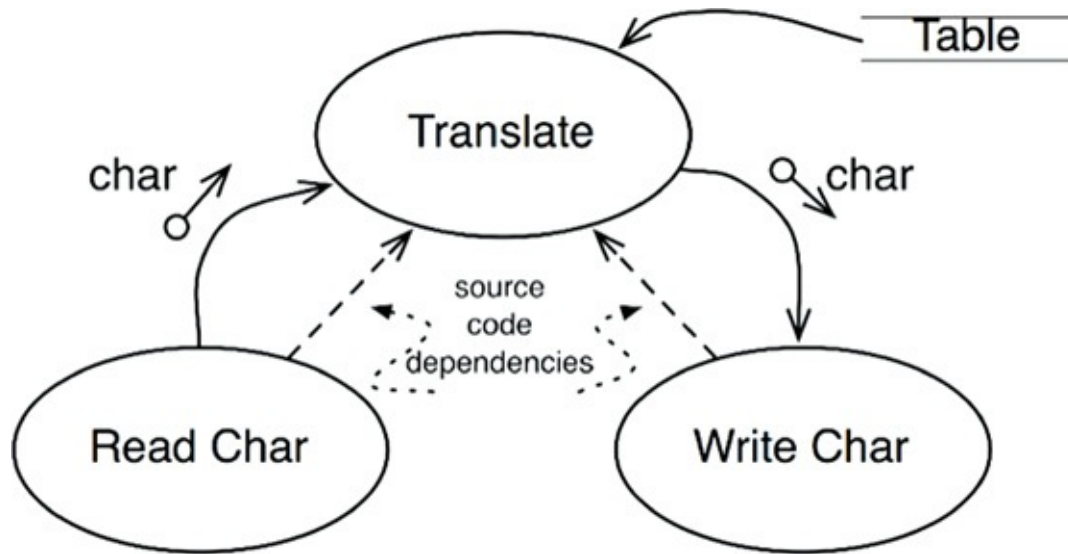 Table
Translate
char
char
source
code
dependencies
Read Char
Write Char